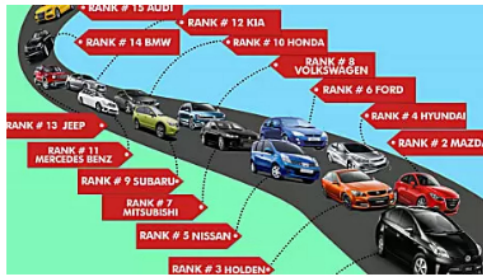 RANK # 15 AUDI
RANK # 12 KIA
RANK # 14 BMW
RANK # 10 HONDA
RANK # 8
VOLKSWAGEN
RANK # 6 FORD
RANK # 4 HYUNDAI
RANK # 13 JEEP
RANK # 2 MAZDA
RANK # 11
MERCEDES BENZ
RANK # 9 SUBARU
RANK # 7
MITSUBISHI
RANK # 5 NISSAN
RANK # 3 HOLDEN